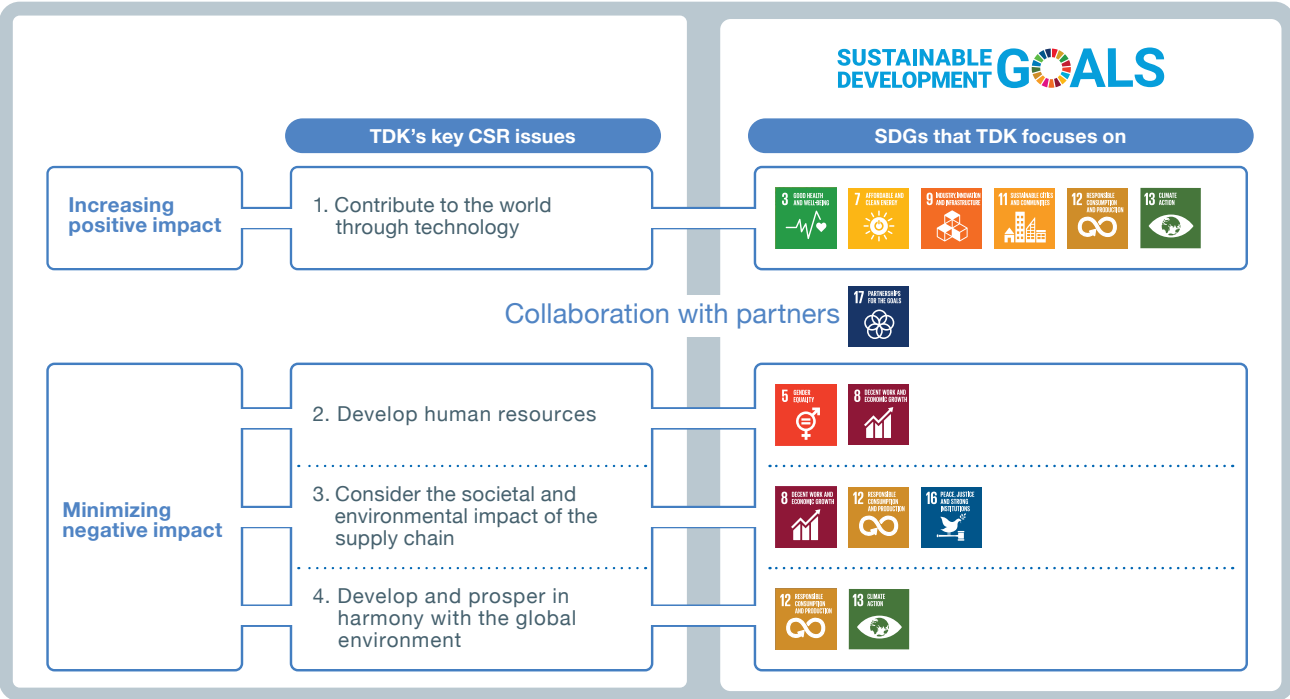 SUSTAINABLE
DEVELOPMENT
GOALS
TDK's key CSR issues
SDGs that TDK focuses on
Increasing
positive impact
1. Contribute to the world
through technology
3 GOOD HEALTH
AND WELL-BEING
7 AFFORDABLE AND
CLEAN ENERGY
9 INDUSTRY, INNOVATION
AND INFRASTRUCTURE
11 SUSTAINABLE CITIES
AND COMMUNITIES
12 RESPONSIBLE
CONSUMPTION
AND PRODUCTION
13 CLIMATE
ACTION
Collaboration with partners
17 PARTNERSHIPS
FOR THE GOALS
Minimizing
negative impact
2. Develop human resources
5 GENDER
EQUALITY
8 DECENT WORK AND
ECONOMIC GROWTH
3. Consider the societal and
environmental impact of the
supply chain
8 DECENT WORK AND
ECONOMIC GROWTH
12 RESPONSIBLE
CONSUMPTION
AND PRODUCTION
16 PEACE, JUSTICE
AND STRONG
INSTITUTIONS
4. Develop and prosper in
harmony with the global
environment
12 RESPONSIBLE
CONSUMPTION
AND PRODUCTION
13 CLIMATE
ACTION